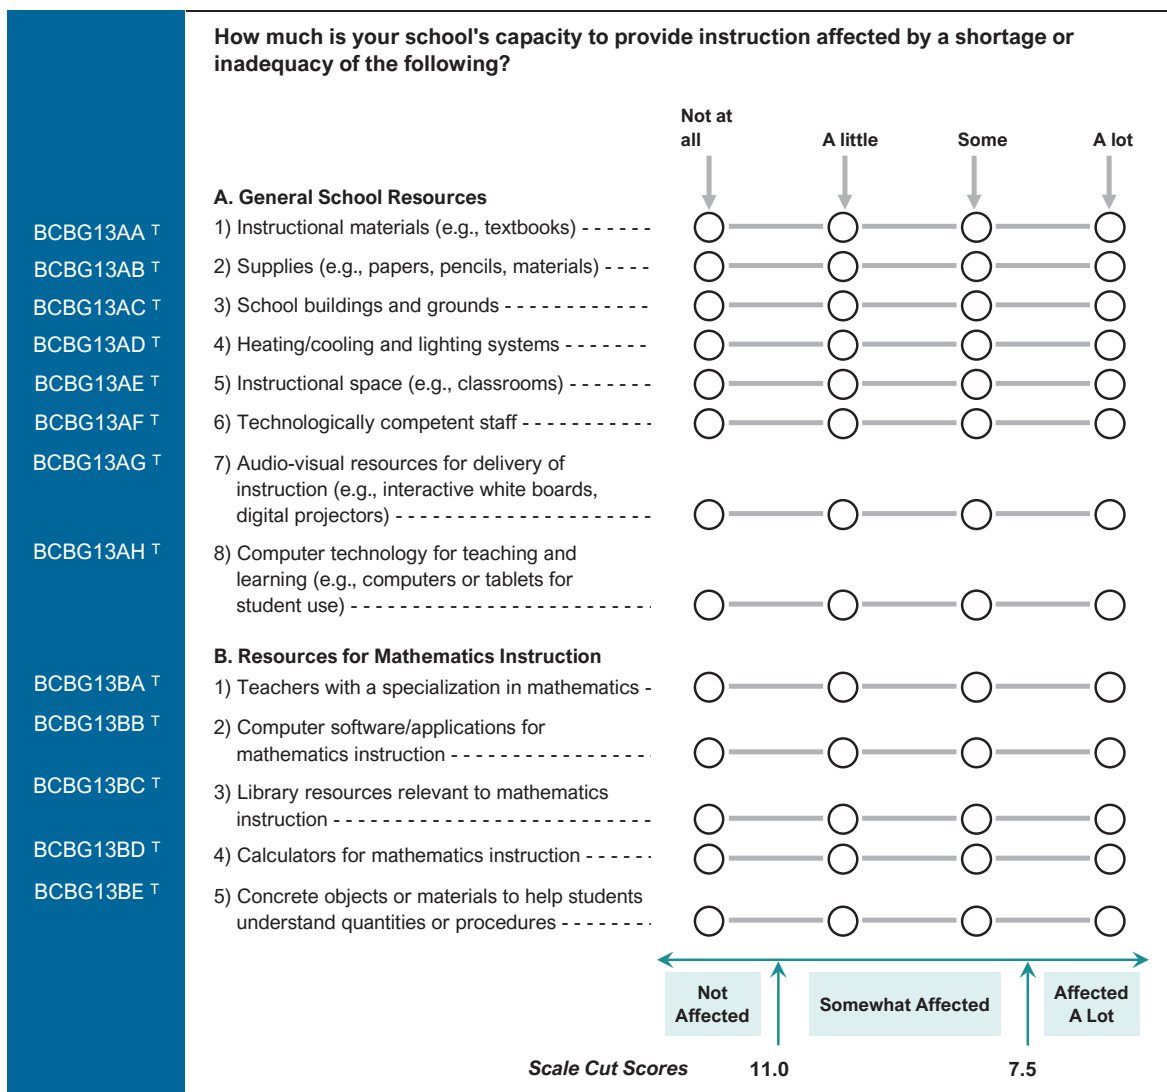 How much is your school's capacity to provide instruction affected by a shortage or
inadequacy of the following?
Not at
all
A little
Some
A lot
A. General School Resources
BCBG13AA T
1) Instructional materials (e.g., textbooks) - - - - - -
BCBG13AB T
2) Supplies (e.g., papers, pencils, materials) - - - -
BCBG13AC T
3) School buildings and grounds - - - - - - - - - - - -
BCBG13AD T
4) Heating/cooling and lighting systems - - - - - - -
BCBG13AE T
5) Instructional space (e.g., classrooms) - - - - - - -
BCBG13AF T
6) Technologically competent staff - - - - - - - - - - -
BCBG13AG T
7) Audio-visual resources for delivery of
instruction (e.g., interactive white boards,
digital projectors) - - - - - - - - - - - - - - - - - - - - - -
BCBG13AH T
8) Computer technology for teaching and
learning (e.g., computers or tablets for
student use) - - - - - - - - - - - - - - - - - - - - - - - - - -
B. Resources for Mathematics Instruction
BCBG13BA T
1) Teachers with a specialization in mathematics -
BCBG13BB T
2) Computer software/applications for
mathematics instruction - - - - - - - - - - - - - - - - -
BCBG13BC T
3) Library resources relevant to mathematics
instruction - - - - - - - - - - - - - - - - - - - - - - - - - - -
BCBG13BD T
4) Calculators for mathematics instruction - - - - - -
BCBG13BE T
5) Concrete objects or materials to help students
understand quantities or procedures - - - - - - - -
Not
Affected
Somewhat Affected
Affected
A Lot
Scale Cut Scores
11.0
7.5